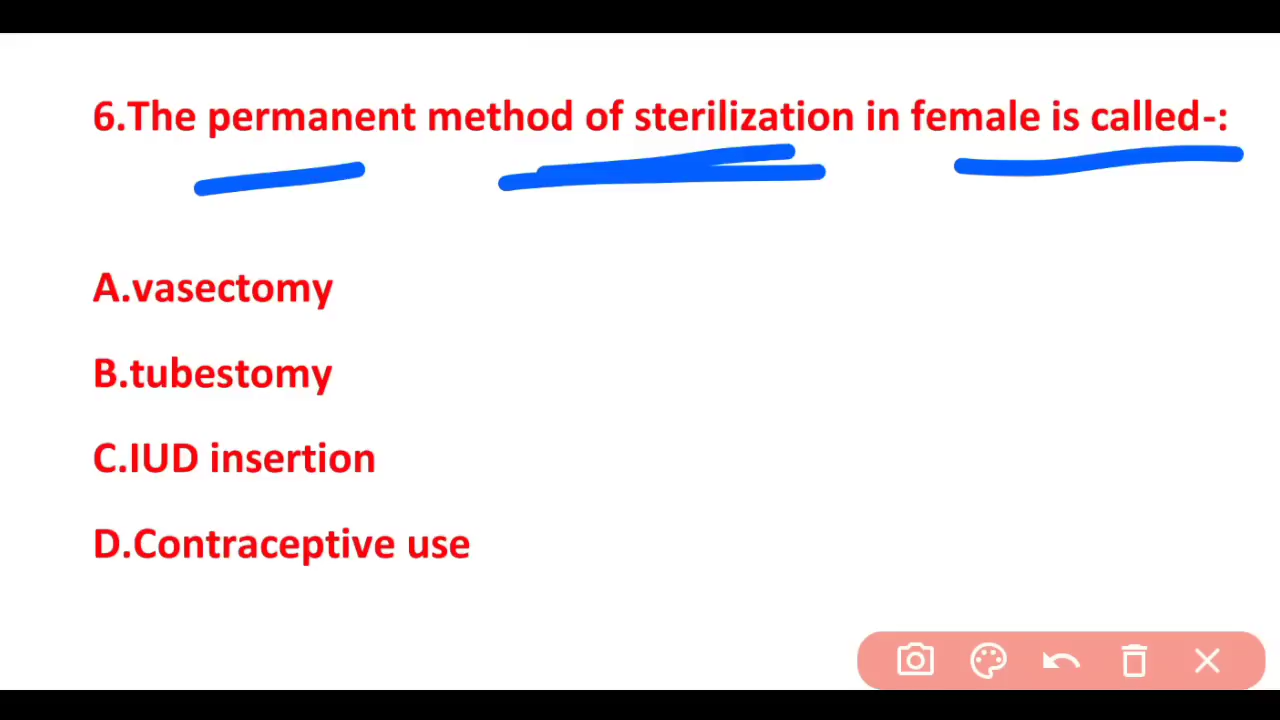 6.The permanent method of sterilization in female is called-:
A.vasectomy
B.tubestomy
C.IUD insertion
D.Contraceptive use